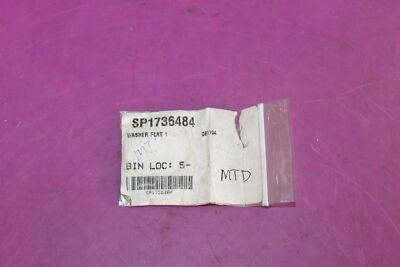 SP1736484
WASHER FLAT 1
BIN LOC: 5-
MTD
SP1736484